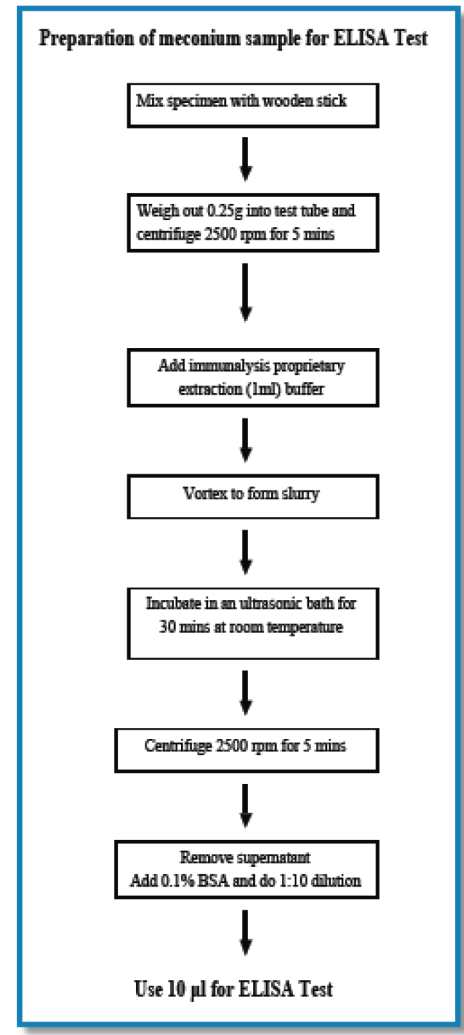 Preparation of meconium sample for ELISA Test
Mix specimen with wooden stick
Weigh out 0.25g into test tube and
centrifuge 2500 rpm for 5 mins
Add immunalysis proprietary
extraction (1ml) buffer
Vortex to form slurry
Incubate in an ultrasonic bath for
30 mins at room temperature
Centrifuge 2500 rpm for 5 mins
Remove supernatant
Add 0.1% BSA and do 1:10 dilution
Use 10 µl for ELISA Test